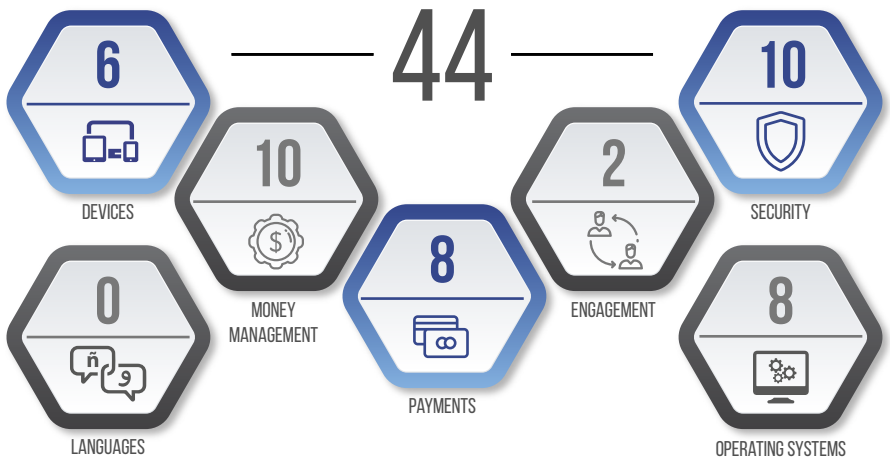 44
6
DEVICES
10
MONEY
MANAGEMENT
8
PAYMENTS
2
ENGAGEMENT
10
SECURITY
0
ñ و
LANGUAGES
$
8
OPERATING SYSTEMS